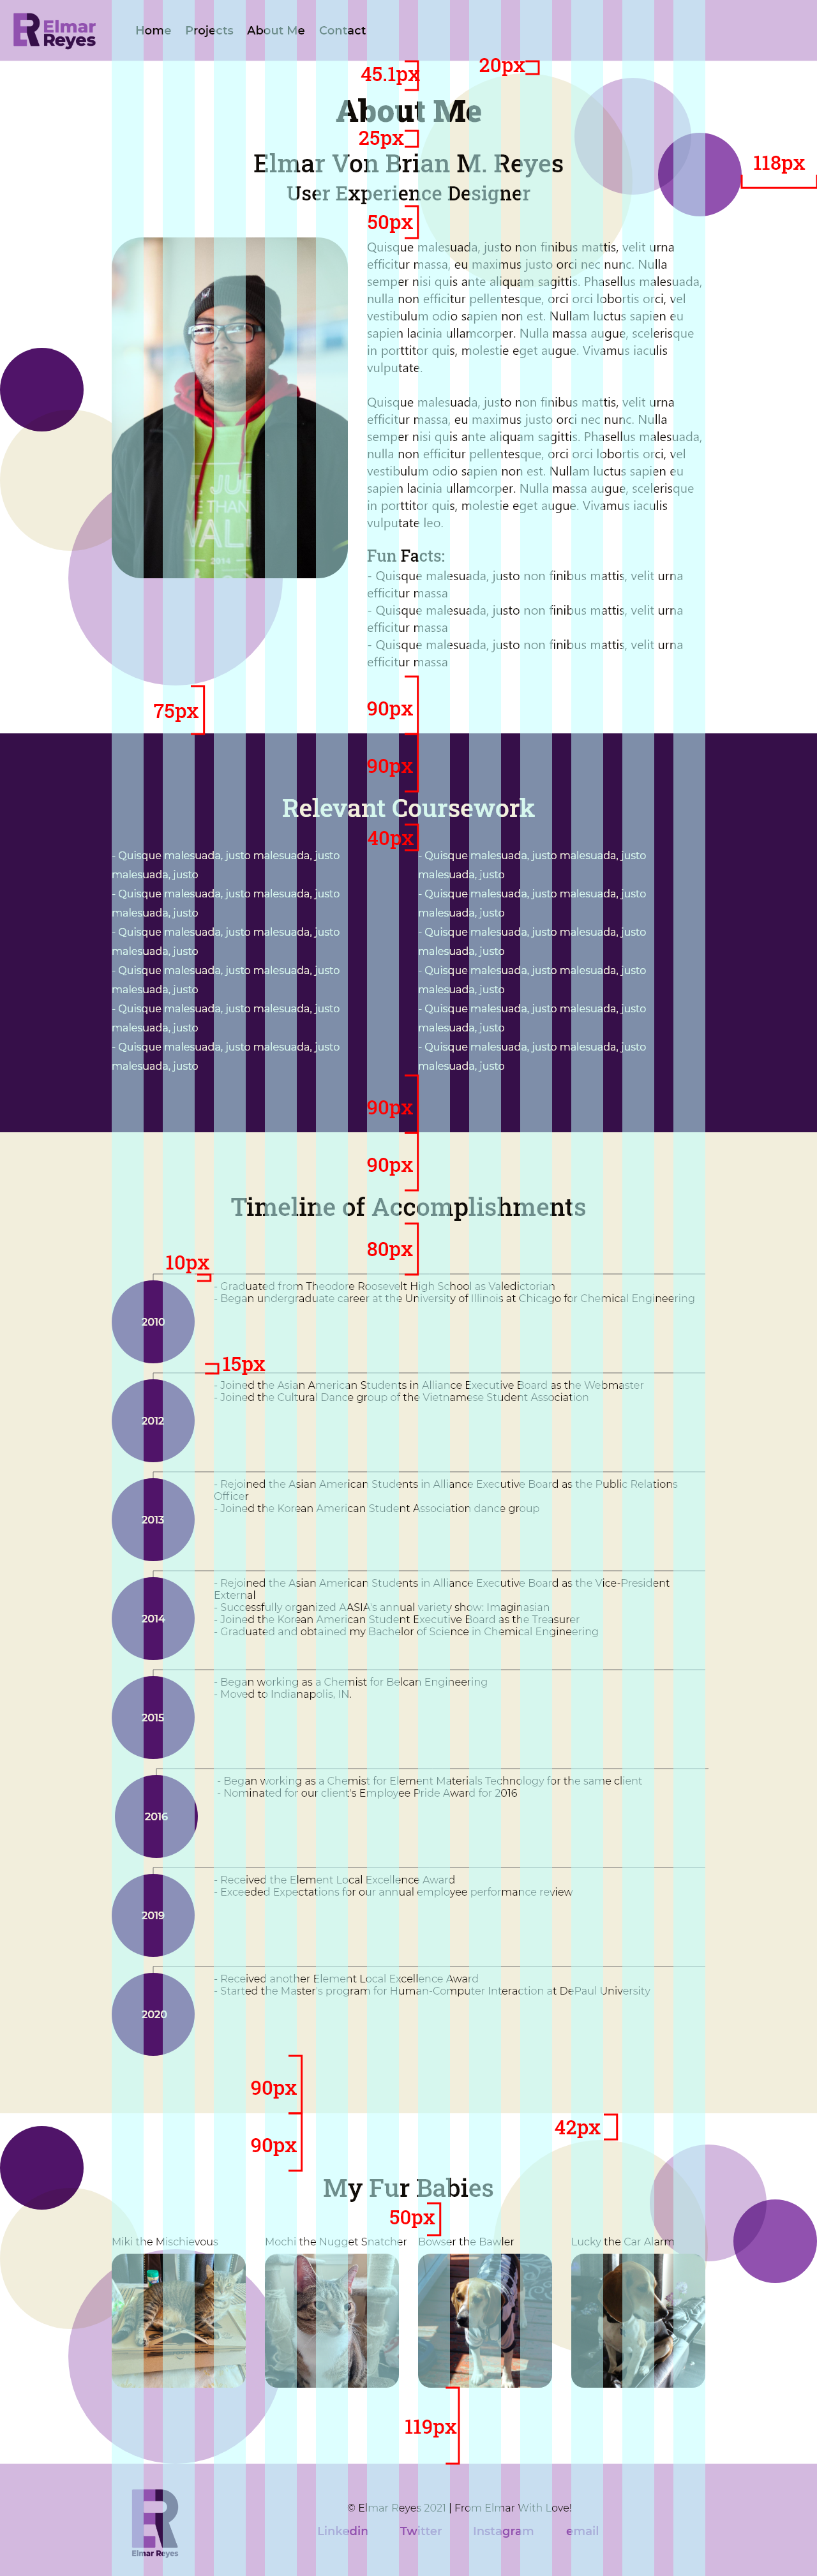 Elmar
Reyes
Home Projects About Me Contact
45.1px
20px
About Me
25px
118px
Elmar Von Brian M. Reyes
User Experience Designer
50px
Quisque malesuada, justo non finibus mattis, velit urna
efficitur massa, eu maximus justo orci nec nunc. Nulla
semper nisi quis ante aliquam sagittis. Phasellus malesuada,
nulla non efficitur pellentesque, orci orci lobortis orci, vel
vestibulum odio sapien non est. Nullam luctus sapien eu
sapien lacinia ullamcorper. Nulla massa augue, scelerisque
in porttitor quis, molestie eget augue. Vivamus iaculis
vulputate.
Quisque malesuada, justo non finibus mattis, velit urna
efficitur massa, eu maximus justo orci nec nunc. Nulla
semper nisi quis ante aliquam sagittis. Phasellus malesuada,
nulla non efficitur pellentesque, orci orci lobortis orci, vel
vestibulum odio sapien non est. Nullam luctus sapien eu
sapien lacinia ullamcorper. Nulla massa augue, scelerisque
in porttitor quis, molestie eget augue. Vivamus iaculis
vulputate leo.
Fun Facts:
- Quisque malesuada, justo non finibus mattis, velit urna
efficitur massa
- Quisque malesuada, justo non finibus mattis, velit urna
efficitur massa
- Quisque malesuada, justo non finibus mattis, velit urna
efficitur massa
WALK
2014
75px
90px
90px
Relevant Coursework
40px
- Quisque malesuada, justo malesuada, justo
malesuada, justo
- Quisque malesuada, justo malesuada, justo
malesuada, justo
- Quisque malesuada, justo malesuada, justo
malesuada, justo
- Quisque malesuada, justo malesuada, justo
malesuada, justo
- Quisque malesuada, justo malesuada, justo
malesuada, justo
- Quisque malesuada, justo malesuada, justo
malesuada, justo
- Quisque malesuada, justo malesuada, justo
malesuada, justo
- Quisque malesuada, justo malesuada, justo
malesuada, justo
- Quisque malesuada, justo malesuada, justo
malesuada, justo
- Quisque malesuada, justo malesuada, justo
malesuada, justo
- Quisque malesuada, justo malesuada, justo
malesuada, justo
- Quisque malesuada, justo malesuada, justo
malesuada, justo
90px
90px
Timeline of Accomplishments
80px
10px
2010
- Graduated from Theodore Roosevelt High School as Valedictorian
- Began undergraduate career at the University of Illinois at Chicago for Chemical Engineering
15px
2012
- Joined the Asian American Students in Alliance Executive Board as the Webmaster
- Joined the Cultural Dance group of the Vietnamese Student Association
2013
- Rejoined the Asian American Students in Alliance Executive Board as the Public Relations
Officer
- Joined the Korean American Student Association dance group
2014
- Rejoined the Asian American Students in Alliance Executive Board as the Vice-President
External
- Successfully organized AASIA's annual variety show: Imaginasian
- Joined the Korean American Student Executive Board as the Treasurer
- Graduated and obtained my Bachelor of Science in Chemical Engineering
2015
- Began working as a Chemist for Belcan Engineering
- Moved to Indianapolis, IN.
2016
- Began working as a Chemist for Element Materials Technology for the same client
- Nominated for our client's Employee Pride Award for 2016
2019
- Received the Element Local Excellence Award
- Exceeded Expectations for our annual employee performance review
2020
- Received another Element Local Excellence Award
- Started the Master's program for Human-Computer Interaction at DePaul University
90px
90px
42px
My Fur Babies
50px
Miki the Mischievous
Mochi the Nugget Snatcher
Bowser the Bawler
Lucky the Car Alarm
119px
Elmar Reyes
© Elmar Reyes 2021 | From Elmar With Love!
Linkedin Twitter Instagram email